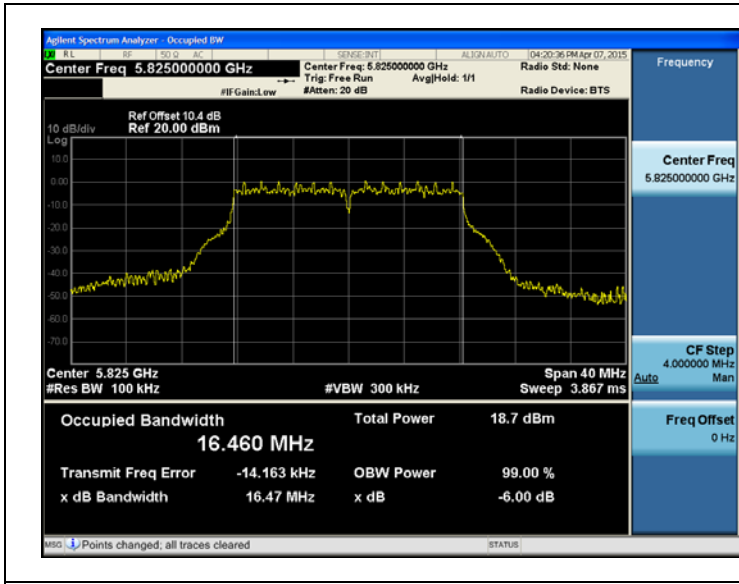 Agilent Spectrum Analyzer - Occupied BW
RL RF 50 Ω AC SENSE:INT ALIGN AUTO 04:20:36 PM Apr 07, 2015
Center Freq 5.825000000 GHz Center Freq: 5.825000000 GHz Radio Std: None
Trig: Free Run Avg|Hold: 1/1
#IFGain:Low #Atten: 20 dB Radio Device: BTS
Frequency
Ref Offset 10.4 dB
10 dB/div Ref 20.00 dBm
Log
10.0
0.00
-10.0
-20.0
-30.0
-40.0
-50.0
-60.0
-70.0
Center Freq
5.825000000 GHz
Center 5.825 GHz Span 40 MHz
#Res BW 100 kHz #VBW 300 kHz Sweep 3.867 ms
CF Step
4.000000 MHz
Auto Man
Occupied Bandwidth Total Power 18.7 dBm
16.460 MHz
Transmit Freq Error -14.163 kHz OBW Power 99.00 %
x dB Bandwidth 16.47 MHz x dB -6.00 dB
Freq Offset
0 Hz
MSG Points changed; all traces cleared STATUS